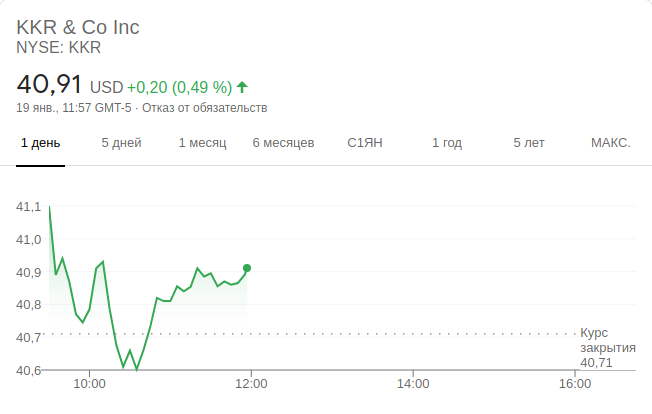 KKR & Co Inc
NYSE: KKR
40,91 USD +0,20 (0,49 %)
19 янв., 11:57 GMT-5 · Отказ от обязательств
1 день 5 дней 1 месяц 6 месяцев С1ЯН 1 год 5 лет МАКС.
41,1
41,0
40,9
40,8
40,7
40,6
Курс
закрытия
40,71
10:00 12:00 14:00 16:00